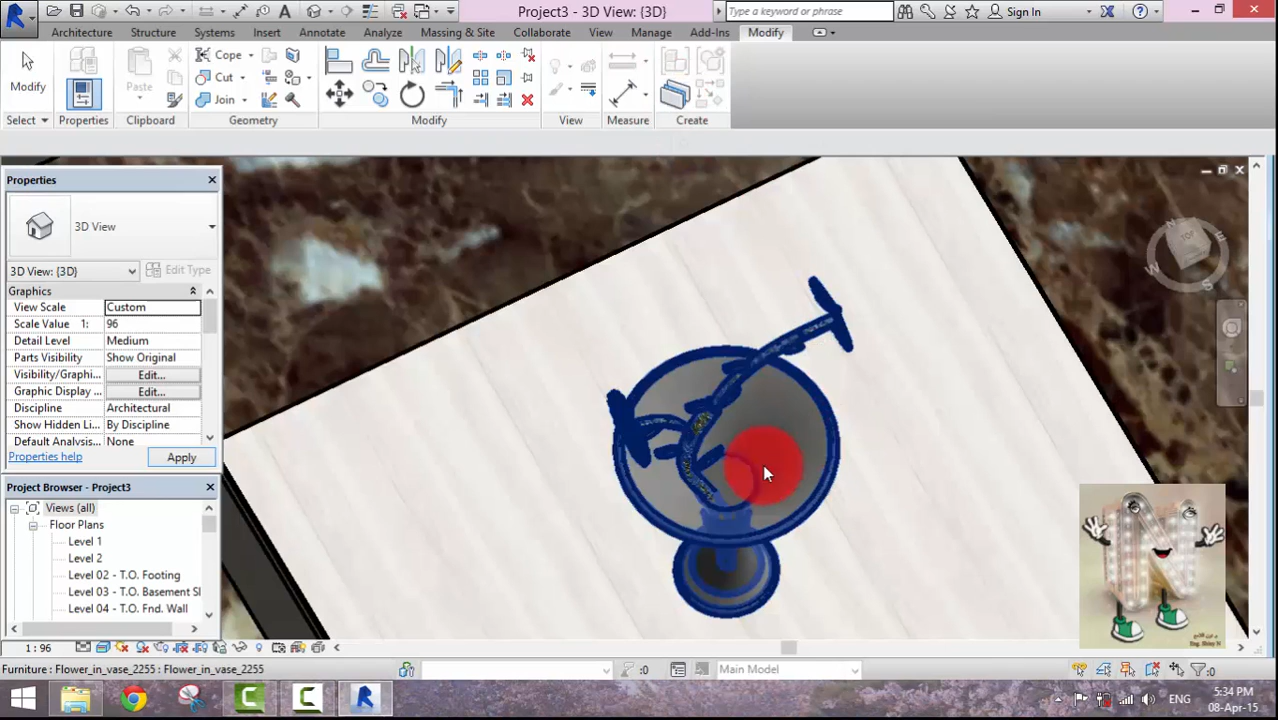 Project3 - 3D View: {3D}
Type a keyword or phrase
Sign In
Architecture Structure Systems Insert Annotate Analyze Massing & Site Collaborate View Manage Add-Ins Modify
Modify
Paste
Cope
Cut
Join
Select Properties Clipboard Geometry Modify View Measure Create
Properties
3D View
3D View: {3D}
Edit Type
Graphics
View Scale Custom
Scale Value 1: 96
Detail Level Medium
Parts Visibility Show Original
Visibility/Graphi... Edit...
Graphic Display ... Edit...
Discipline Architectural
Show Hidden Li... By Discipline
Default Analysis... None
Properties help
Apply
Project Browser - Project3
Views (all)
Floor Plans
Level 1
Level 2
Level 02 - T.O. Footing
Level 03 - T.O. Basement Sl
Level 04 - T.O. Fnd. Wall
TOP
N
E
S
W
1 : 96
Furniture : Flower_in_vase_2255 : Flower_in_vase_2255
:0
Main Model
:0
ENG
5:34 PM
08-Apr-15